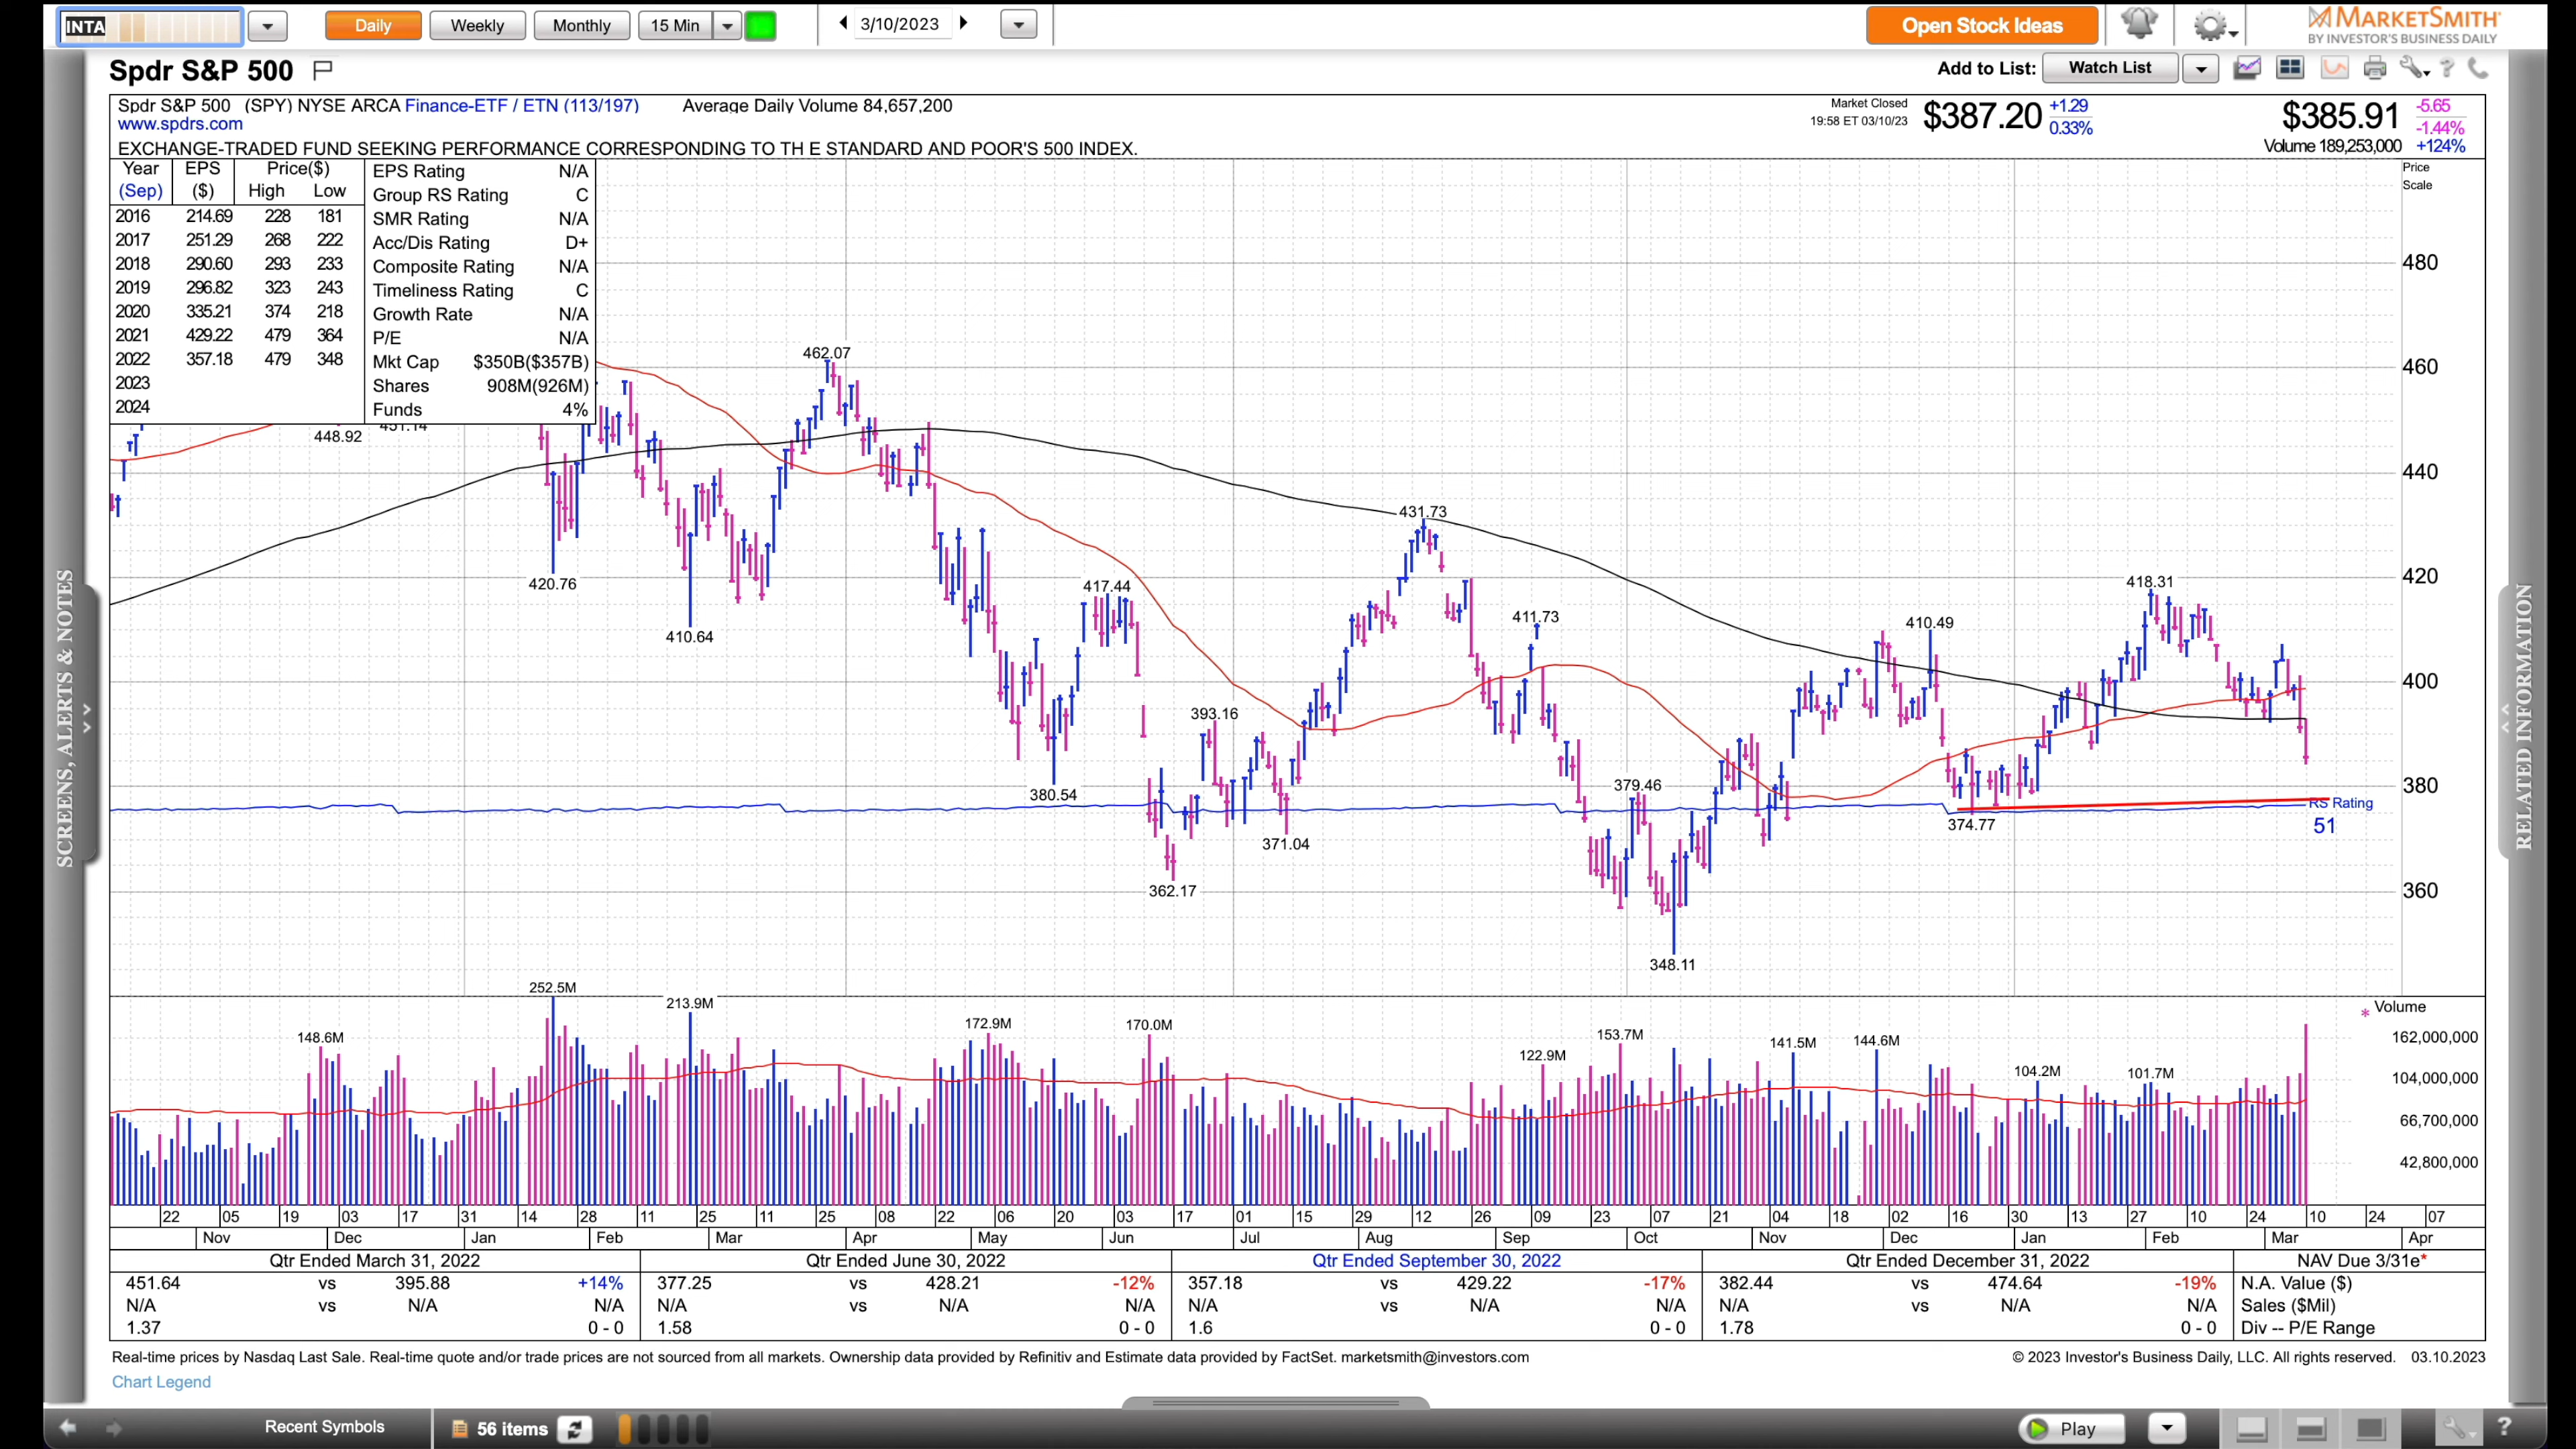 INTA
Daily
Weekly
Monthly
15 Min
3/10/2023
Open Stock Ideas
MARKETSMITH
BY INVESTOR'S BUSINESS DAILY
Spdr S&P 500
Add to List:
Watch List
Spdr S&P 500 (SPY) NYSE ARCA Finance-ETF / ETN (113/197) Average Daily Volume 84,657,200
www.spdrs.com
EXCHANGE-TRADED FUND SEEKING PERFORMANCE CORRESPONDING TO TH E STANDARD AND POOR'S 500 INDEX.
Market Closed
19:58 ET 03/10/23
$387.20
+1.29
0.33%
$385.91
-5.65
-1.44%
Volume 189,253,000 +124%
Year EPS Price($)
(Sep) ($) High Low
2016 214.69 228 181
2017 251.29 268 222
2018 290.60 293 233
2019 296.82 323 243
2020 335.21 374 218
2021 429.22 479 364
2022 357.18 479 348
2023
2024
EPS Rating N/A
Group RS Rating C
SMR Rating N/A
Acc/Dis Rating D+
Composite Rating N/A
Timeliness Rating C
Growth Rate N/A
P/E N/A
Mkt Cap $350B($357B)
Shares 908M(926M)
Funds 4%
Price
Scale
480
460
440
420
400
380
360
448.92
451.14
420.76
410.64
462.07
380.54
417.44
362.17
393.16
371.04
431.73
411.73
379.46
348.11
410.49
374.77
418.31
RS Rating
51
252.5M
213.9M
148.6M
172.9M
170.0M
122.9M
153.7M
141.5M
144.6M
104.2M
101.7M
* Volume
162,000,000
104,000,000
66,700,000
42,800,000
22 05 19 03 17 31 14 28 11 25 11 25 08 22 06 20 03 17 01 15 29 12 26 09 23 07 21 04 18 02 16 30 13 27 10 24 10 24 07
Nov Dec Jan Feb Mar Apr May Jun Jul Aug Sep Oct Nov Dec Jan Feb Mar Apr
Qtr Ended March 31, 2022 Qtr Ended June 30, 2022 Qtr Ended September 30, 2022 Qtr Ended December 31, 2022 NAV Due 3/31e*
451.64 vs 395.88 +14% 377.25 vs 428.21 -12% 357.18 vs 429.22 -17% 382.44 vs 474.64 -19% N.A. Value ($)
N/A vs N/A N/A N/A vs N/A N/A N/A vs N/A N/A N/A vs N/A N/A Sales ($Mil)
1.37 0 - 0 1.58 0 - 0 1.6 0 - 0 1.78 0 - 0 Div -- P/E Range
Real-time prices by Nasdaq Last Sale. Real-time quote and/or trade prices are not sourced from all markets. Ownership data provided by Refinitiv and Estimate data provided by FactSet. marketsmith@investors.com
© 2023 Investor's Business Daily, LLC. All rights reserved. 03.10.2023
Chart Legend
SCREENS, ALERTS & NOTES
RELATED INFORMATION
Recent Symbols
56 items
Play
?